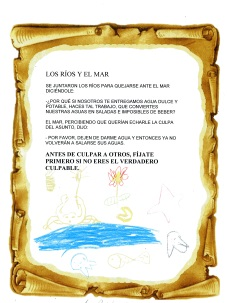 LOS RÍOS Y EL MAR
SE JUNTARON LOS RÍOS PARA QUEJARSE ANTE EL MAR
DICIÉNDOLE:
-¿POR QUÉ SI NOSOTROS TE ENTREGAMOS AGUA DULCE Y
POTABLE, HACES TAL TRABAJO, QUE CONVIERTES
NUESTRAS AGUAS EN SALADAS E IMPOSIBLES DE BEBER?
EL MAR, PERCIBIENDO QUE QUERÍAN ECHARLE LA CULPA
DEL ASUNTO, DIJO:
- POR FAVOR, DEJEN DE DARME AGUA Y ENTONCES YA NO
VOLVERÁN A SALARSE SUS AGUAS.
ANTES DE CULPAR A OTROS, FÍJATE
PRIMERO SI NO ERES EL VERDADERO
CULPABLE.